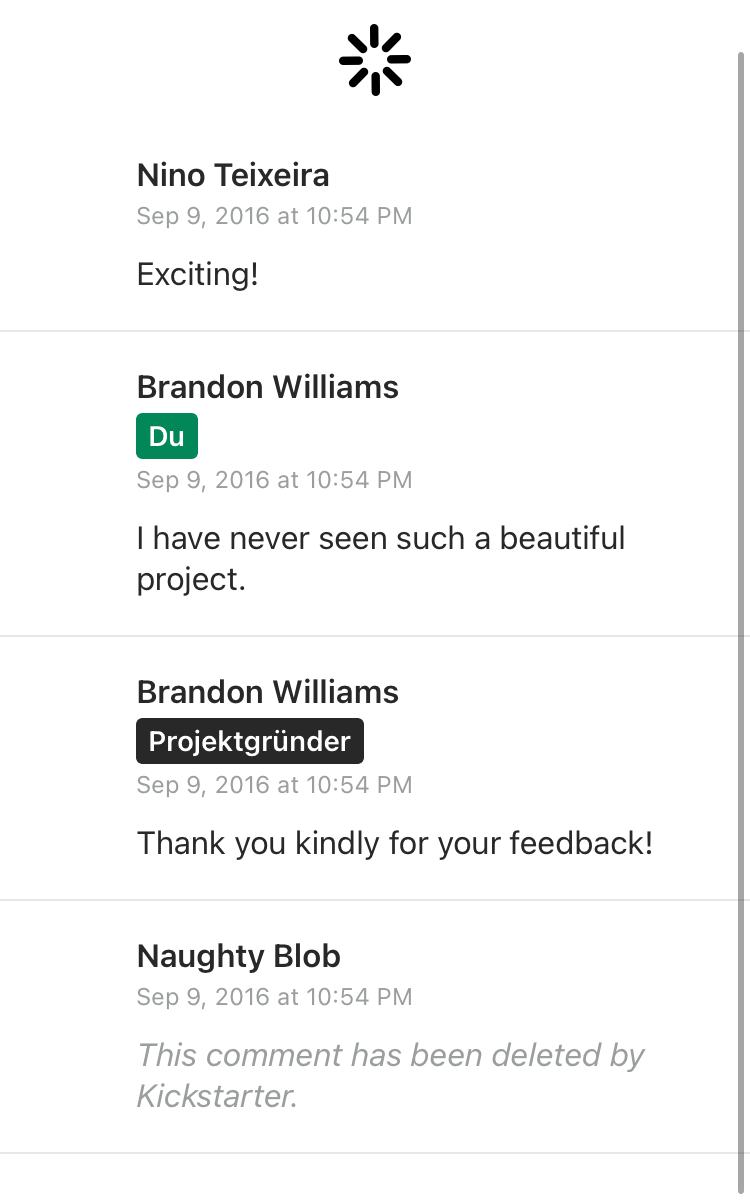 Nino Teixeira
Sep 9, 2016 at 10:54 PM
Exciting!
Brandon Williams
Du
Sep 9, 2016 at 10:54 PM
I have never seen such a beautiful
project.
Brandon Williams
Projektgründer
Sep 9, 2016 at 10:54 PM
Thank you kindly for your feedback!
Naughty Blob
Sep 9, 2016 at 10:54 PM
This comment has been deleted by
Kickstarter.